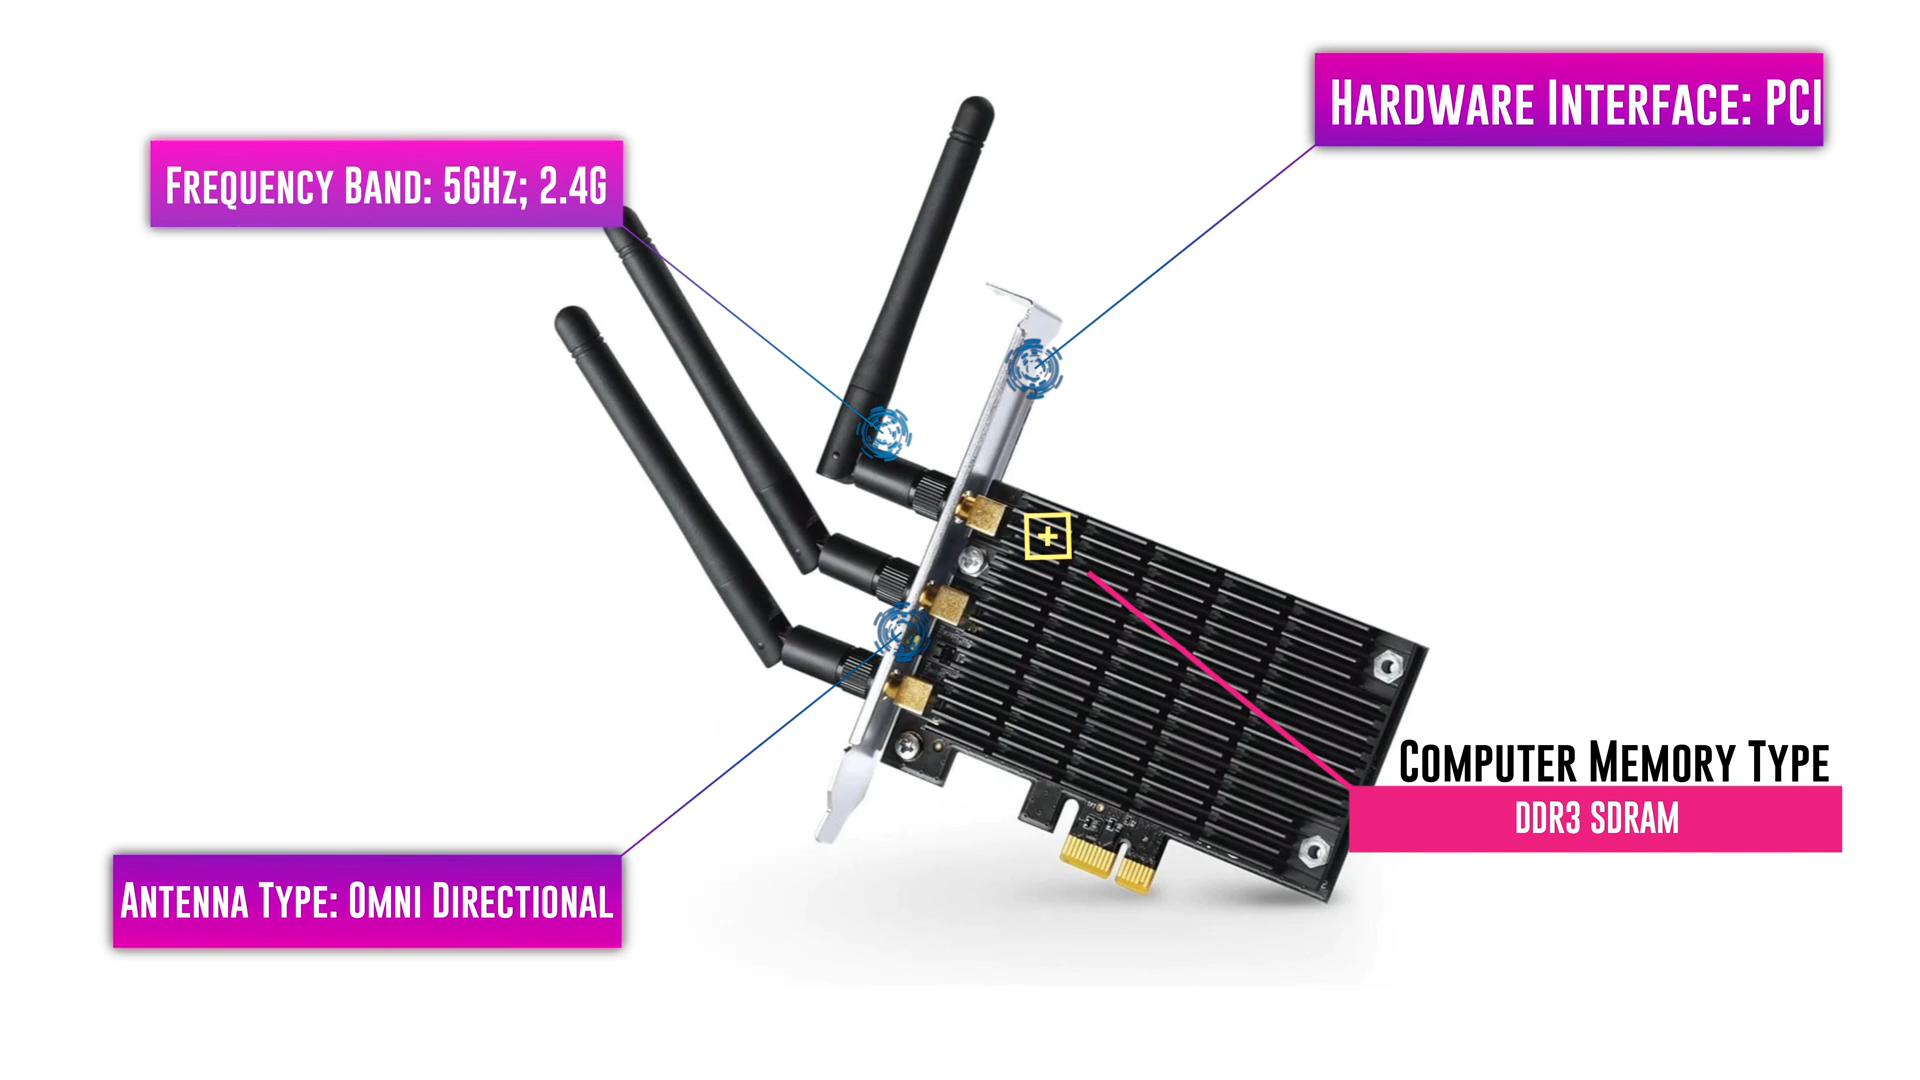 Hardware Interface: PCI
Frequency Band: 5GHz; 2.4G
Computer Memory Type
DDR3 SDRAM
Antenna Type: Omni Directional